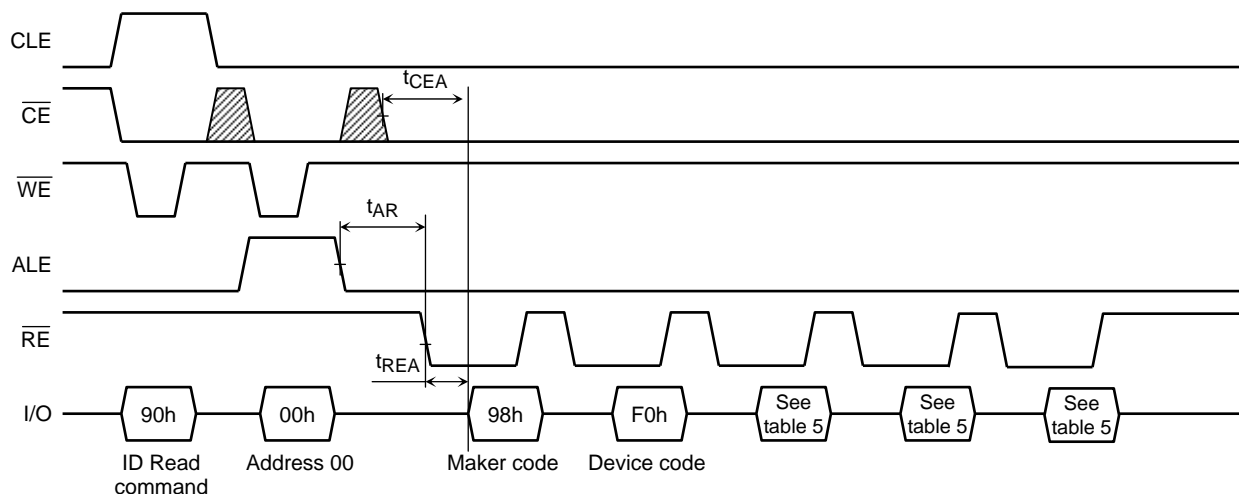 CLE
tCEA
CE
WE
tAR
ALE
RE
tREA
I/O
90h
00h
98h
F0h
See
table 5
See
table 5
See
table 5
ID Read
command
Address 00
Maker code
Device code